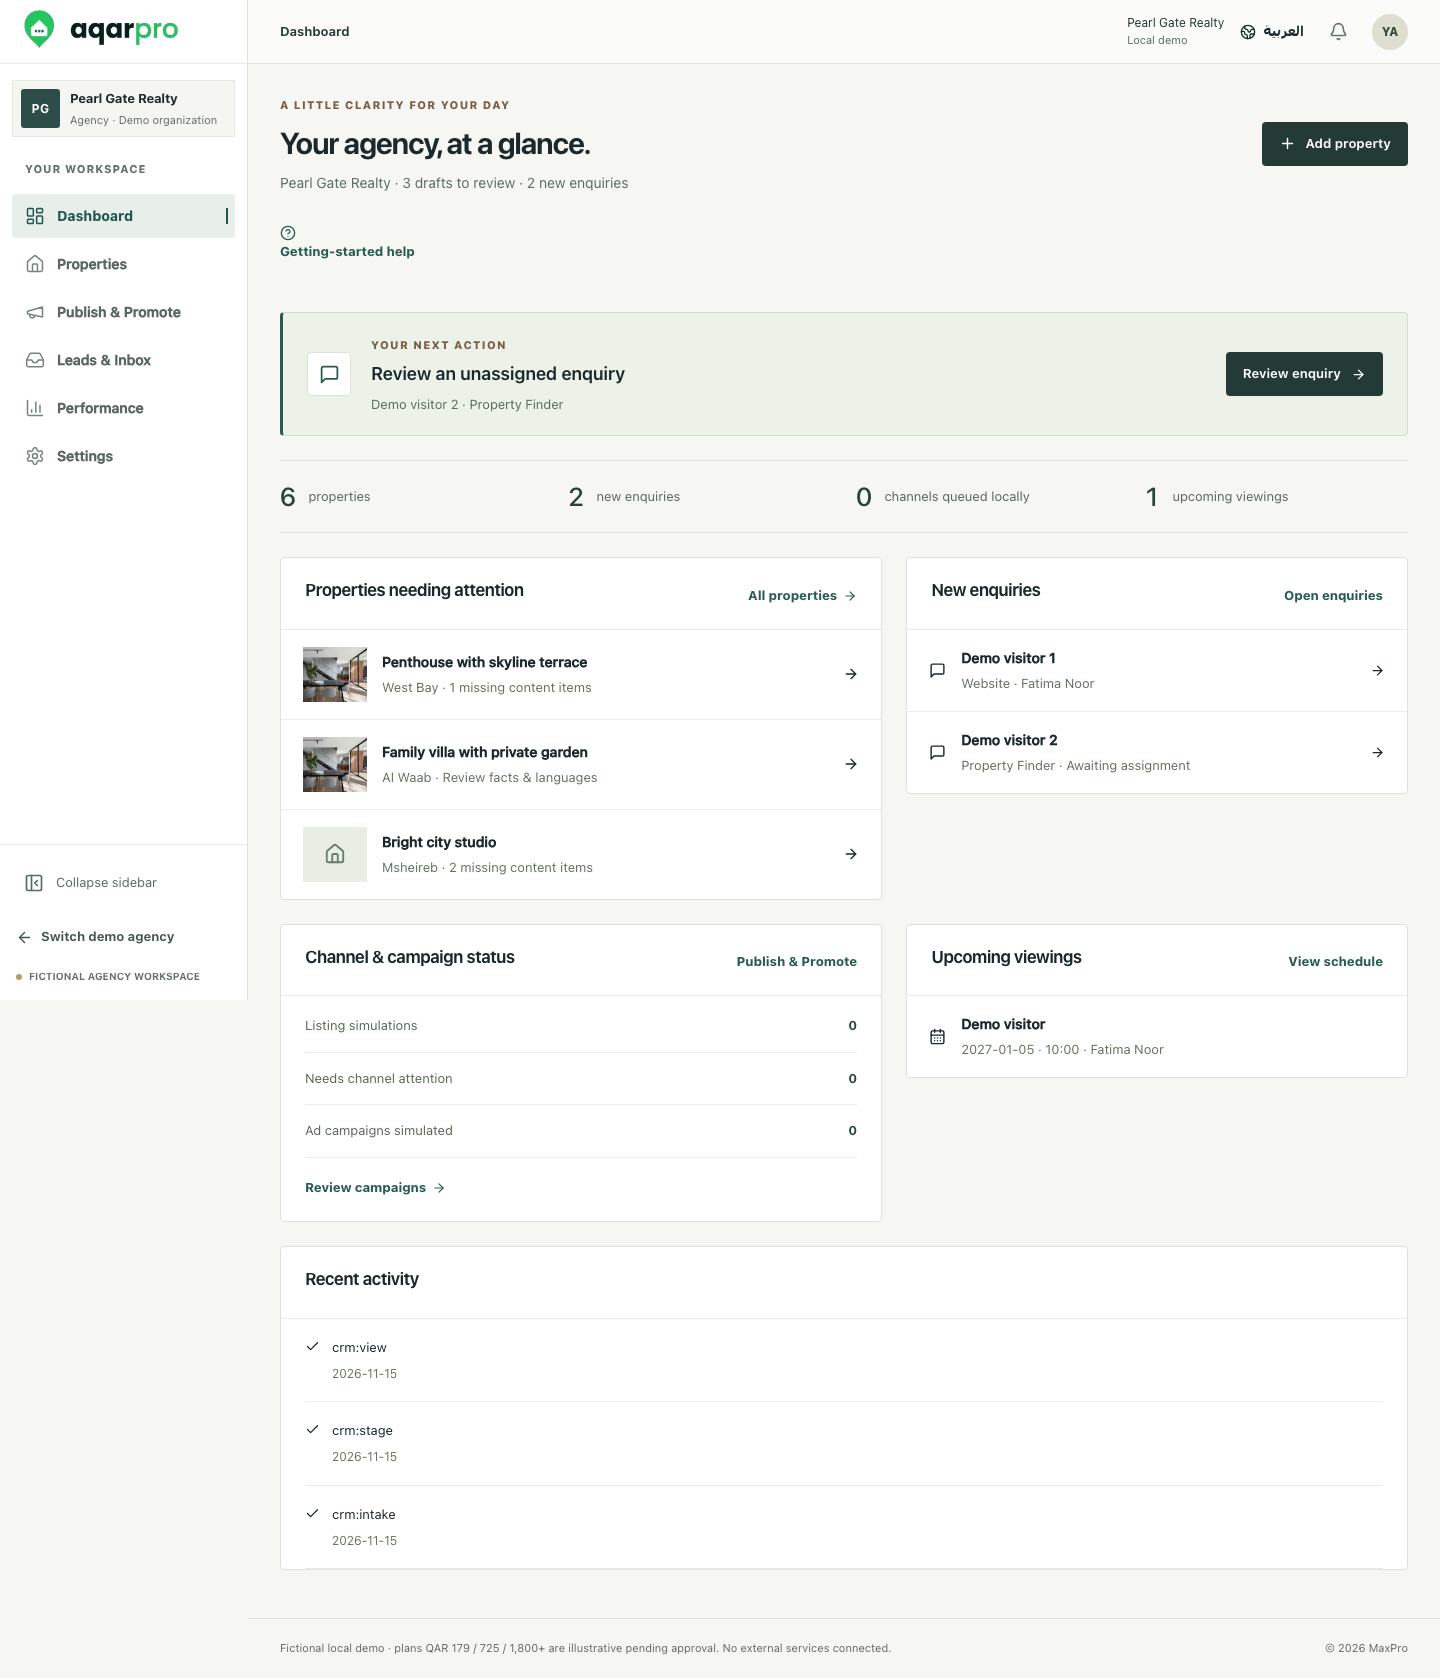 aqarpro
Dashboard
Pearl Gate Realty
Local demo
العربية
YA
PG
Pearl Gate Realty
Agency · Demo organization
YOUR WORKSPACE
Dashboard
Properties
Publish & Promote
Leads & Inbox
Performance
Settings
Collapse sidebar
Switch demo agency
FICTIONAL AGENCY WORKSPACE
A LITTLE CLARITY FOR YOUR DAY
Your agency, at a glance.
Pearl Gate Realty · 3 drafts to review · 2 new enquiries
Add property
Getting-started help
YOUR NEXT ACTION
Review an unassigned enquiry
Demo visitor 2 · Property Finder
Review enquiry
6 properties
2 new enquiries
0 channels queued locally
1 upcoming viewings
Properties needing attention
All properties
Penthouse with skyline terrace
West Bay · 1 missing content items
Family villa with private garden
Al Waab · Review facts & languages
Bright city studio
Msheireb · 2 missing content items
New enquiries
Open enquiries
Demo visitor 1
Website · Fatima Noor
Demo visitor 2
Property Finder · Awaiting assignment
Channel & campaign status
Publish & Promote
Listing simulations 0
Needs channel attention 0
Ad campaigns simulated 0
Review campaigns
Upcoming viewings
View schedule
Demo visitor
2027-01-05 · 10:00 · Fatima Noor
Recent activity
crm:view
2026-11-15
crm:stage
2026-11-15
crm:intake
2026-11-15
Fictional local demo · plans QAR 179 / 725 / 1,800+ are illustrative pending approval. No external services connected.
© 2026 MaxPro